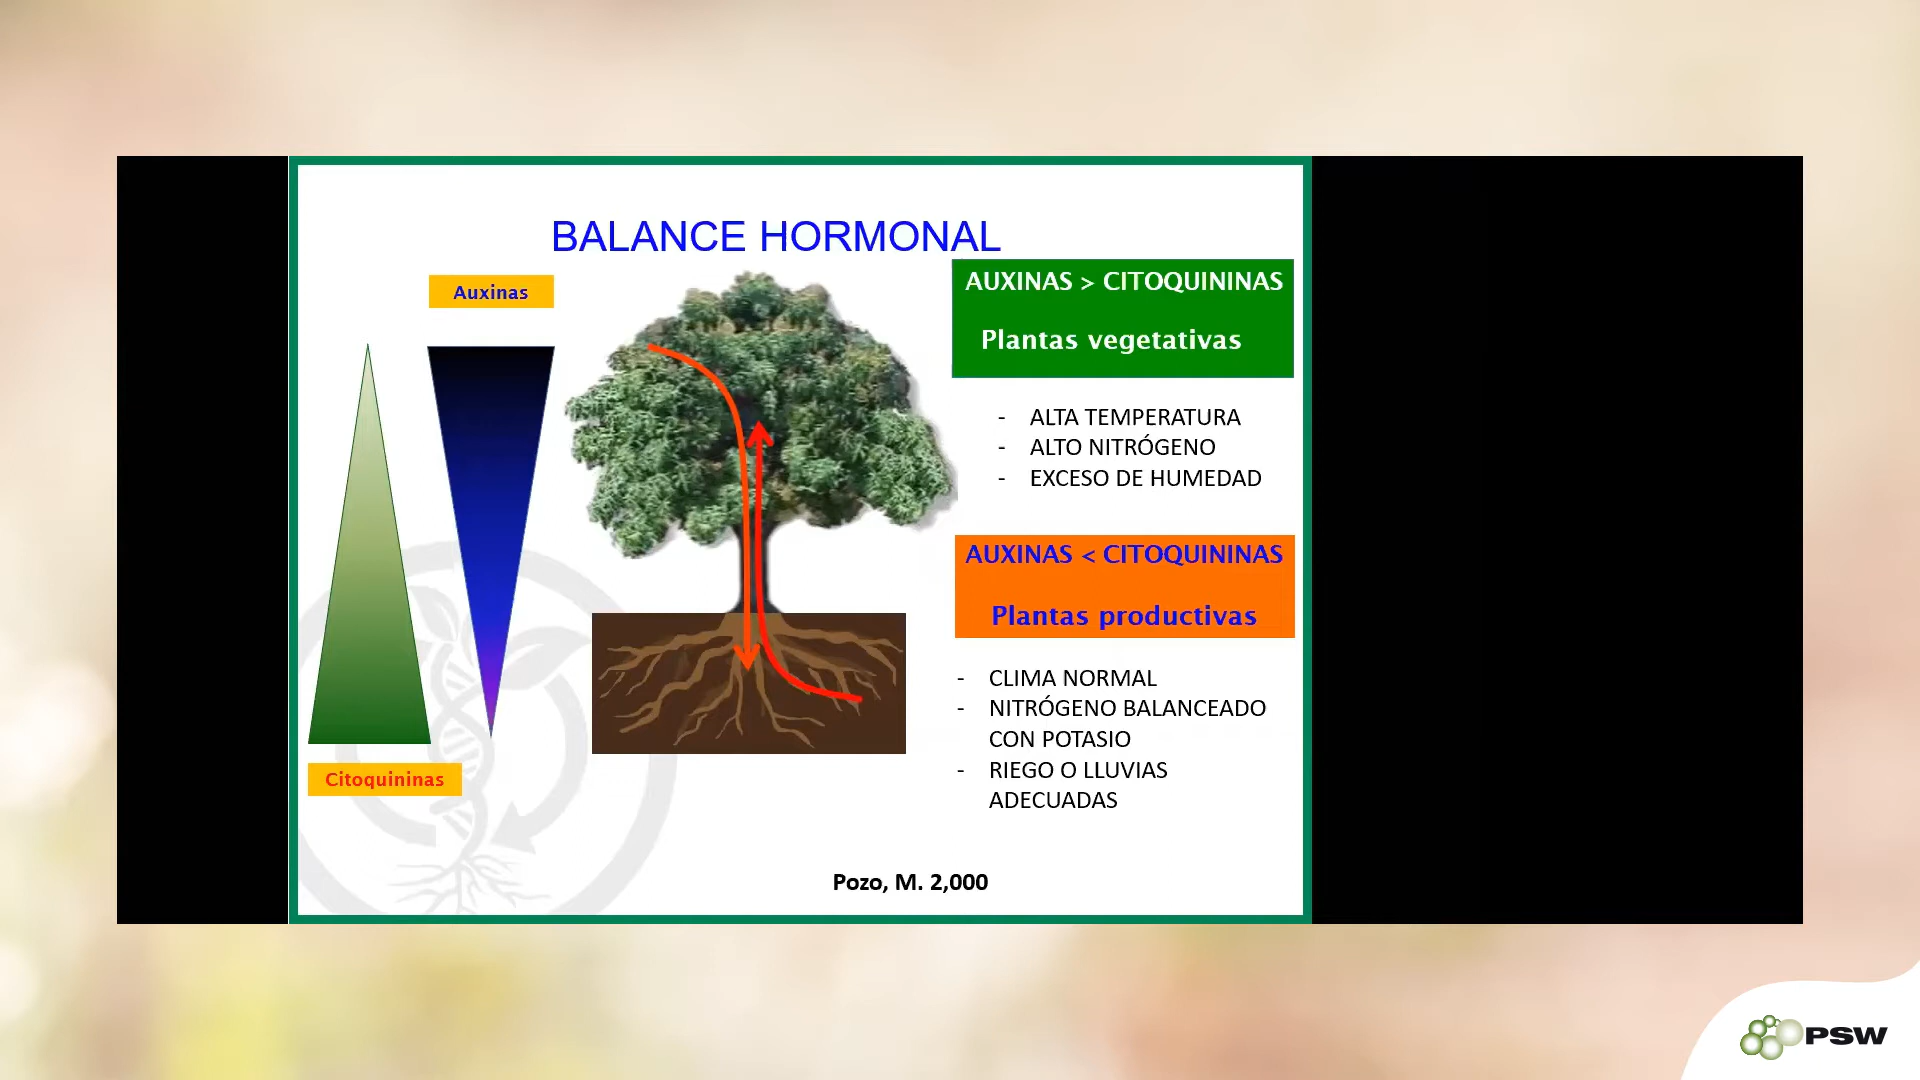 BALANCE HORMONAL
Auxinas
Citoquininas
AUXINAS > CITOQUININAS
Plantas vegetativas
- ALTA TEMPERATURA
- ALTO NITRÓGENO
- EXCESO DE HUMEDAD
AUXINAS < CITOQUININAS
Plantas productivas
- CLIMA NORMAL
- NITRÓGENO BALANCEADO
CON POTASIO
- RIEGO O LLUVIAS
ADECUADAS
Pozo, M. 2,000
PSW